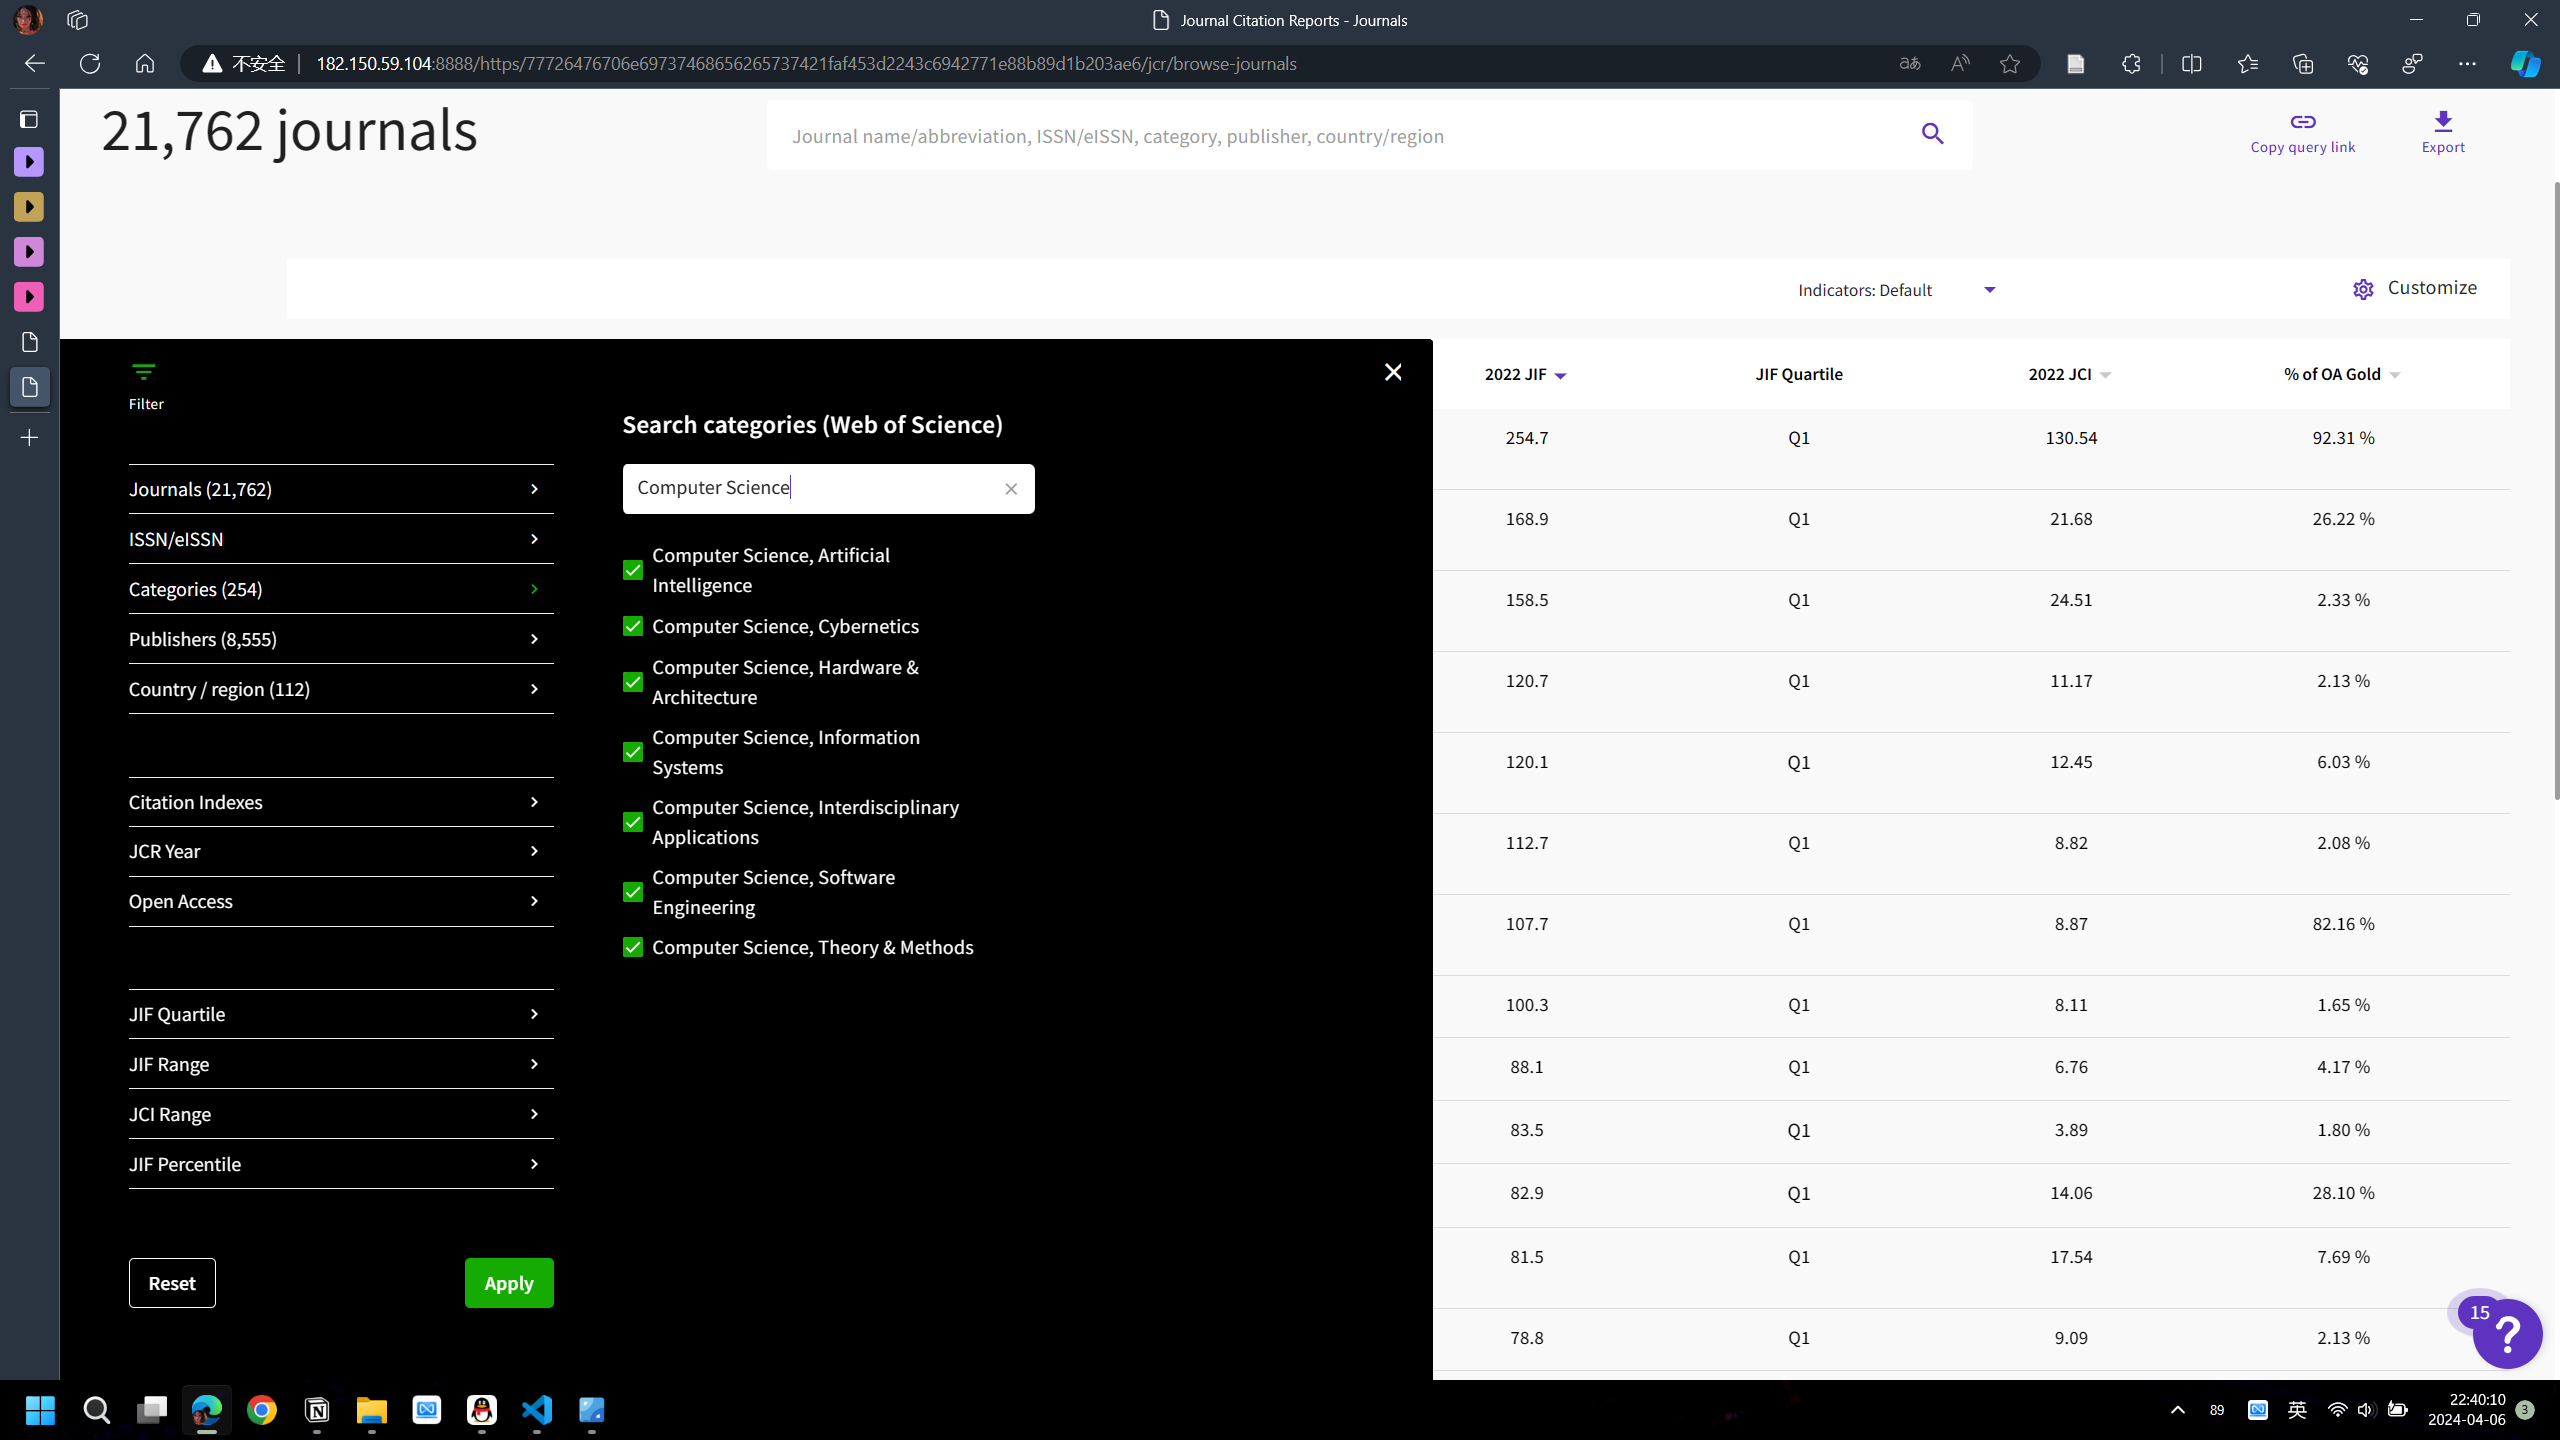 Journal Citation Reports - Journals
不安全
182.150.59.104:8888/https/77726476706e69737468656265737421faf453d2243c6942771e88b89d1b203ae6/jcr/browse-journals
21,762 journals
Journal name/abbreviation, ISSN/eISSN, category, publisher, country/region
Copy query link
Export
Indicators: Default
Customize
Filter
Search categories (Web of Science)
Computer Science
Journals (21,762)
ISSN/eISSN
Categories (254)
Publishers (8,555)
Country / region (112)
Citation Indexes
JCR Year
Open Access
JIF Quartile
JIF Range
JCI Range
JIF Percentile
Reset
Apply
Computer Science, Artificial
Intelligence
Computer Science, Cybernetics
Computer Science, Hardware &
Architecture
Computer Science, Information
Systems
Computer Science, Interdisciplinary
Applications
Computer Science, Software
Engineering
Computer Science, Theory & Methods
2022 JIF JIF Quartile 2022 JCI % of OA Gold
254.7 Q1 130.54 92.31 %
168.9 Q1 21.68 26.22 %
158.5 Q1 24.51 2.33 %
120.7 Q1 11.17 2.13 %
120.1 Q1 12.45 6.03 %
112.7 Q1 8.82 2.08 %
107.7 Q1 8.87 82.16 %
100.3 Q1 8.11 1.65 %
88.1 Q1 6.76 4.17 %
83.5 Q1 3.89 1.80 %
82.9 Q1 14.06 28.10 %
81.5 Q1 17.54 7.69 %
78.8 Q1 9.09 2.13 %
15
?
89
英
22:40:10
2024-04-06
3